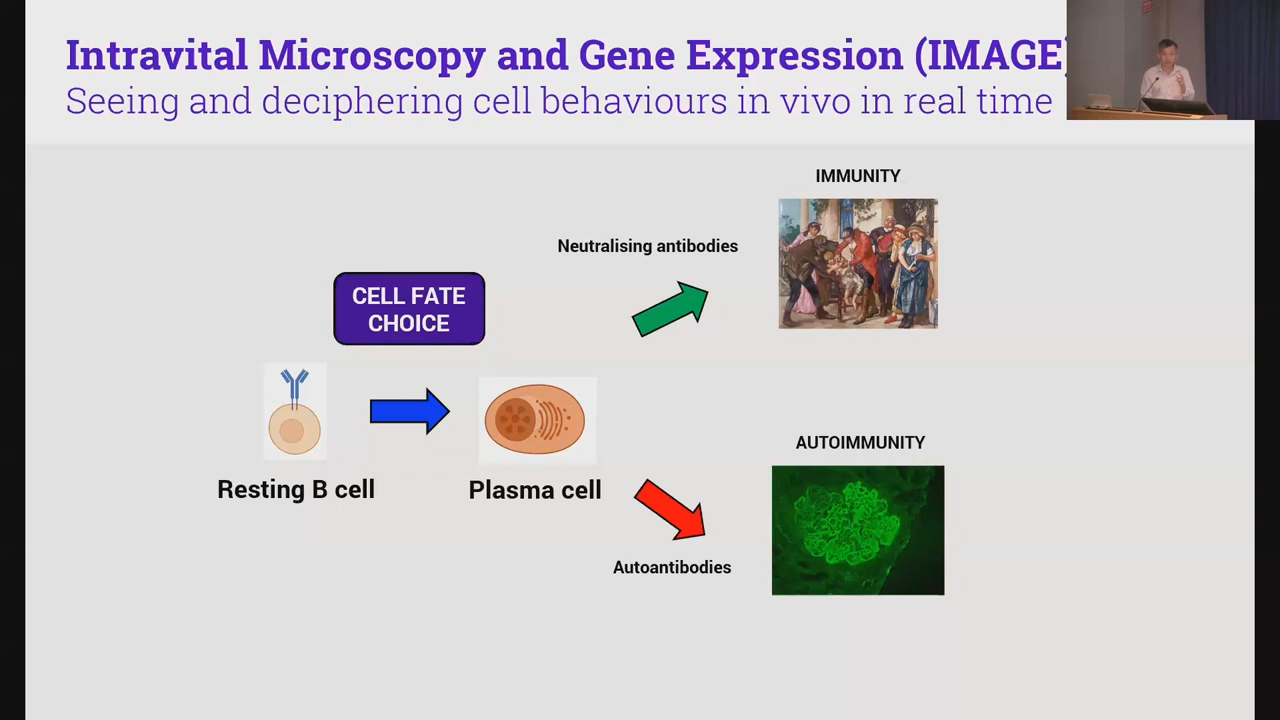 Intravital Microscopy and Gene Expression (IMAGE)
Seeing and deciphering cell behaviours in vivo in real time
IMMUNITY
Neutralising antibodies
CELL FATE
CHOICE
AUTOIMMUNITY
Resting B cell
Plasma cell
Autoantibodies